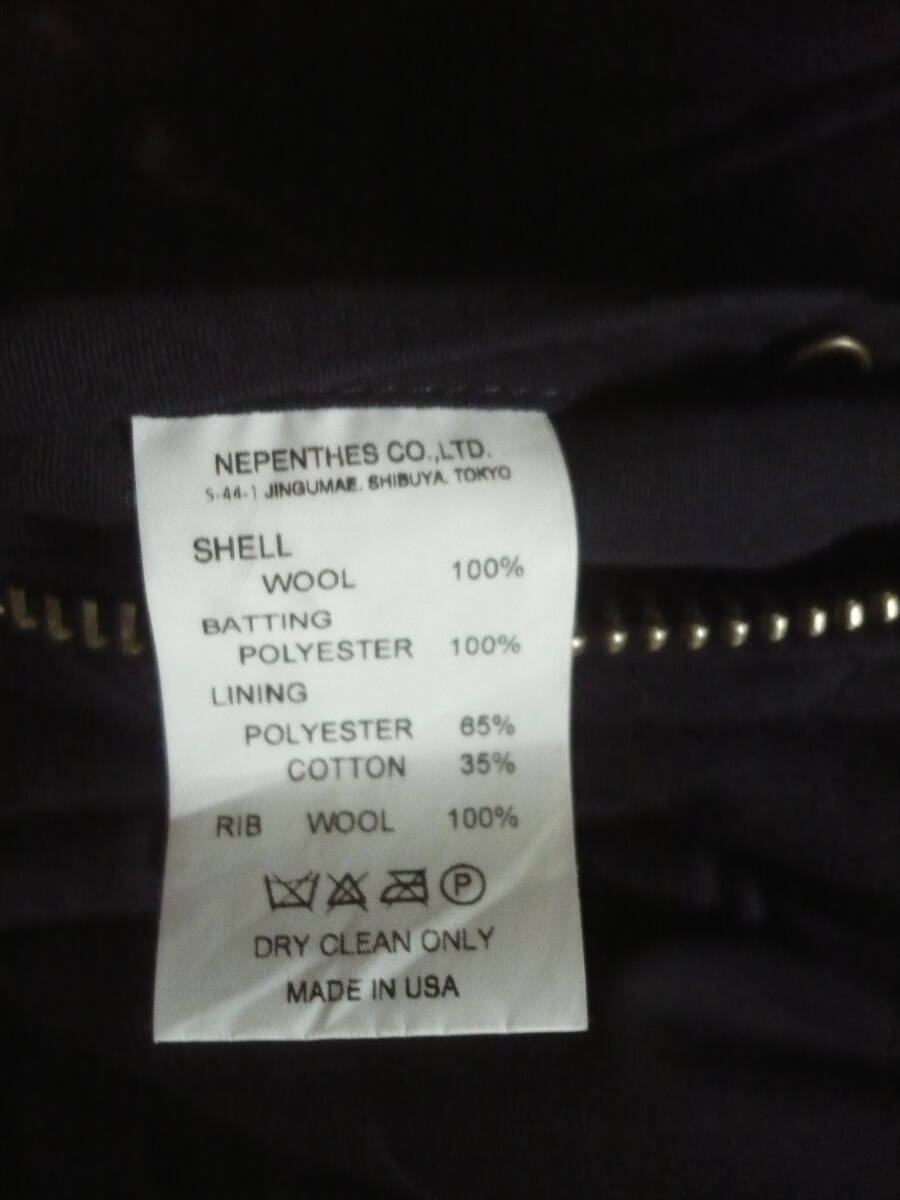 NEPENTHES CO.,LTD.
5-44-1 JINGUMAE. SHIBUYA. TOKYO
SHELL
WOOL 100%
BATTING
POLYESTER 100%
LINING
POLYESTER 65%
COTTON 35%
RIB WOOL 100%
P
DRY CLEAN ONLY
MADE IN USA